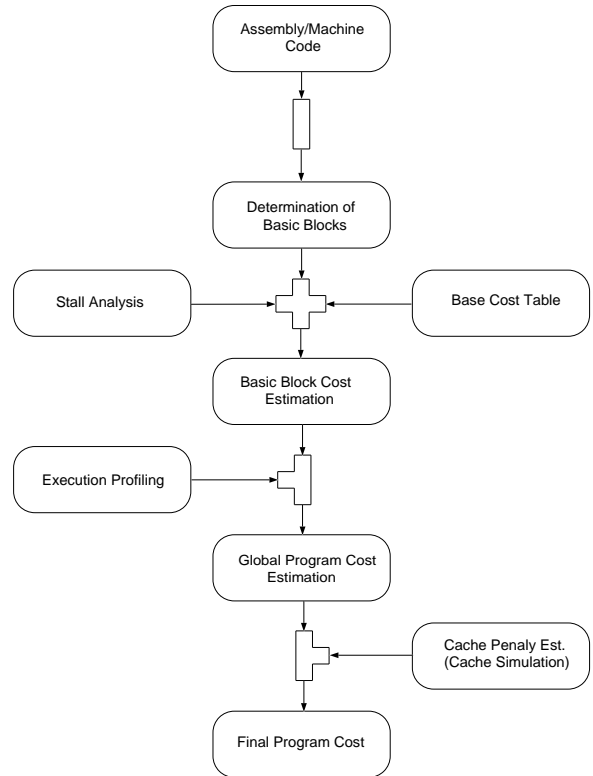 Assembly/Machine
Code
Determination of
Basic Blocks
Stall Analysis
Base Cost Table
Basic Block Cost
Estimation
Execution Profiling
Global Program Cost
Estimation
Cache Penaly Est.
(Cache Simulation)
Final Program Cost